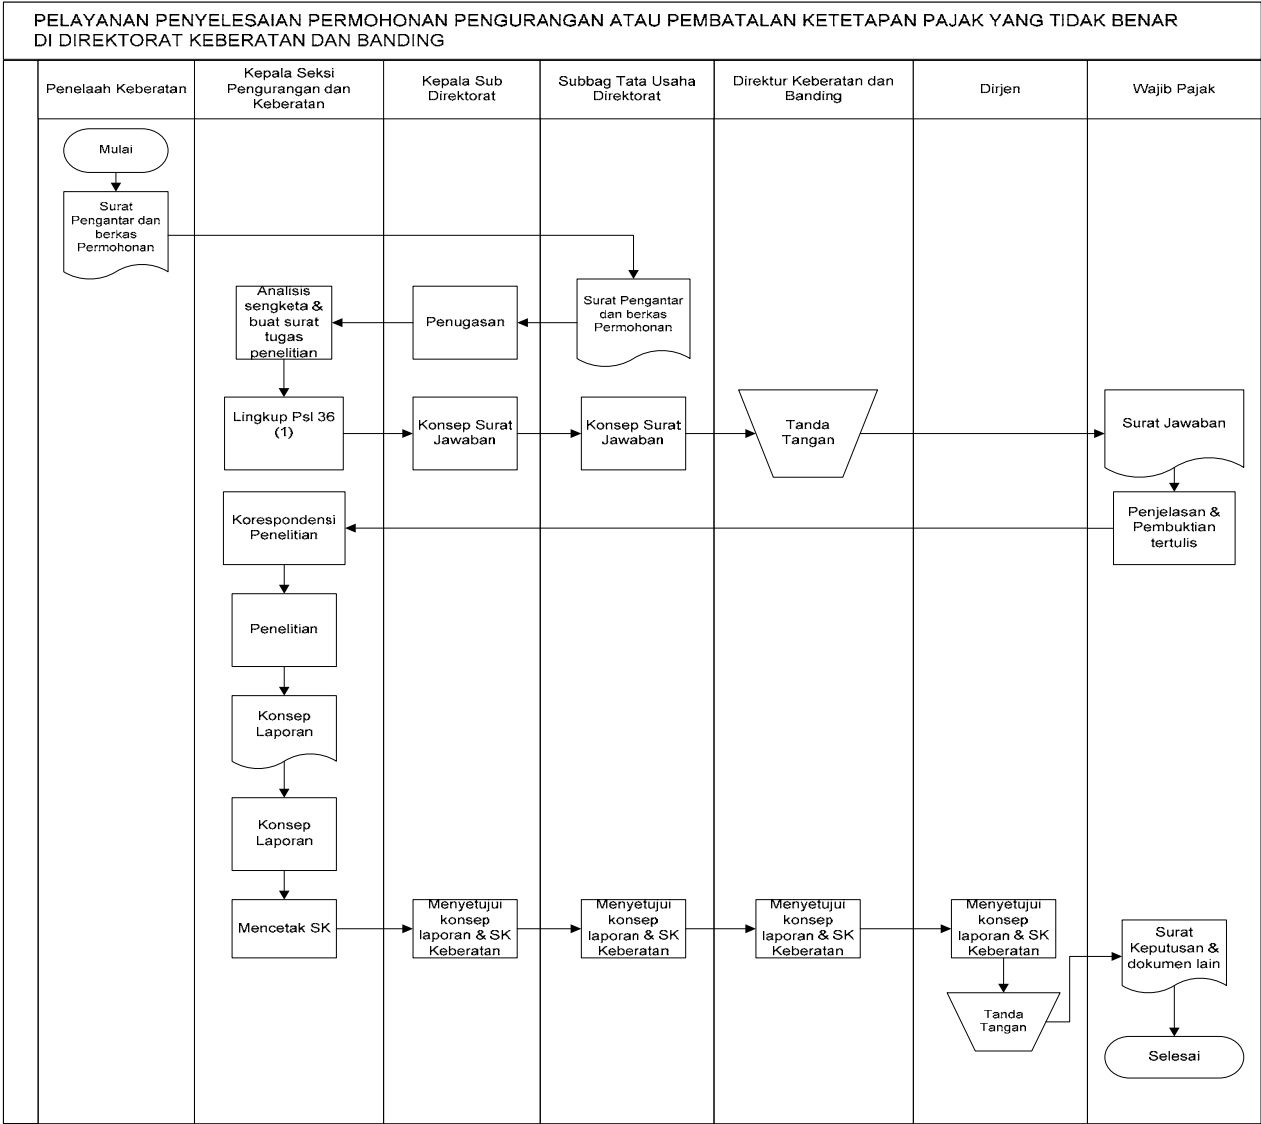 PELAYANAN PENYELESAIAN PERMOHONAN PENGURANGAN ATAU PEMBATALAN KETETAPAN PAJAK YANG TIDAK BENAR
DI DIREKTORAT KEBERATAN DAN BANDING
Penelaah Keberatan
Kepala Seksi
Pengurangan dan
Keberatan
Kepala Sub
Direktorat
Subbag Tata Usaha
Direktorat
Direktur Keberatan dan
Banding
Dirjen
Wajib Pajak
Mulai
Surat
Pengantar dan
berkas
Permohonan
Analisis
sengketa &
buat surat
tugas
penelitian
Penugasan
Surat Pengantar
dan berkas
Permohonan
Lingkup Psl 36
(1)
Konsep Surat
Jawaban
Konsep Surat
Jawaban
Tanda
Tangan
Surat Jawaban
Korespondensi
Penelitian
Penjelasan &
Pembuktian
tertulis
Penelitian
Konsep
Laporan
Konsep
Laporan
Mencetak SK
Menyetujui
konsep
laporan & SK
Keberatan
Menyetujui
konsep
laporan & SK
Keberatan
Menyetujui
konsep
laporan & SK
Keberatan
Menyetujui
konsep
laporan & SK
Keberatan
Surat
Keputusan &
dokumen lain
Tanda
Tangan
Selesai